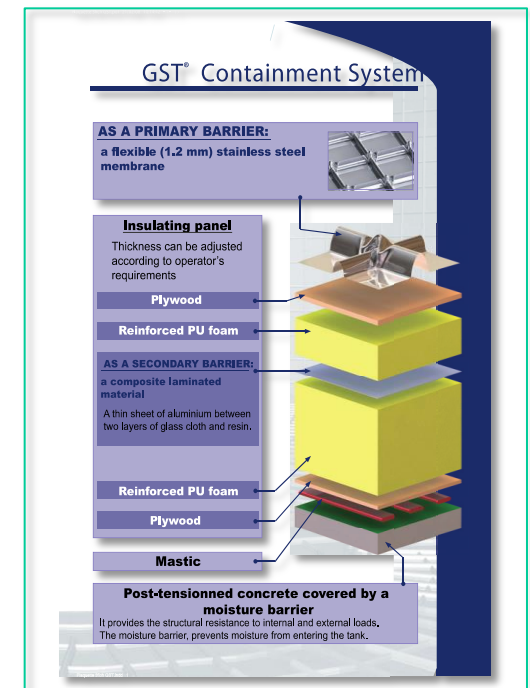 GST® Containment System
AS A PRIMARY BARRIER:
a flexible (1.2 mm) stainless steel
membrane
Insulating panel
Thickness can be adjusted
according to operator's
requirements
Plywood
Reinforced PU foam
AS A SECONDARY BARRIER:
a composite laminated
material
A thin sheet of aluminium between
two layers of glass cloth and resin.
Reinforced PU foam
Plywood
Mastic
Post-tensionned concrete covered by a
moisture barrier
It provides the structural resistance to internal and external loads.
The moisture barrier, prevents moisture from entering the tank.